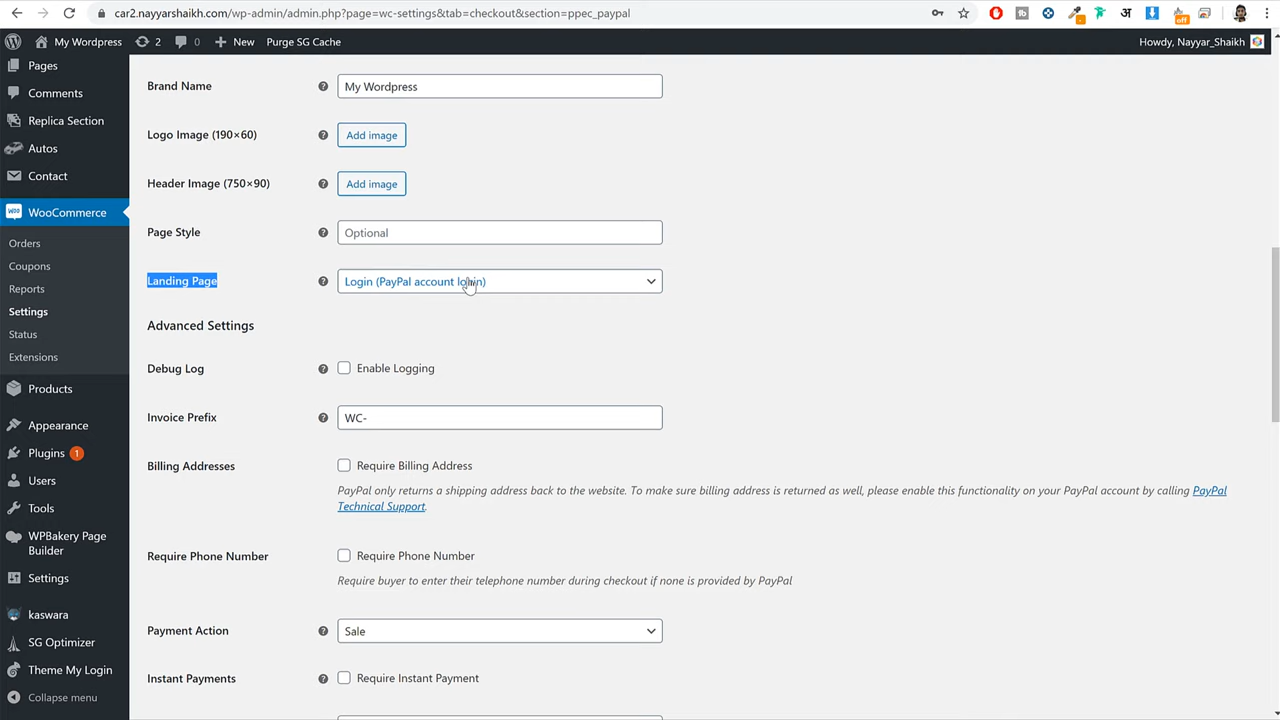 car2.nayyarshaikh.com/wp-admin/admin.php?page=wc-settings&tab=checkout&section=ppec_paypal
off
My Wordpress
2
0
New
Purge SG Cache
Howdy, Nayyar_Shaikh
Pages
Comments
Replica Section
Autos
Contact
WooCommerce
Orders
Coupons
Reports
Settings
Status
Extensions
Products
Appearance
Plugins 1
Users
Tools
WPBakery Page
Builder
Settings
kaswara
SG Optimizer
Theme My Login
Collapse menu
Brand Name
My Wordpress
Logo Image (190×60)
Add image
Header Image (750×90)
Add image
Page Style
Optional
Landing Page
Login (PayPal account login)
Advanced Settings
Debug Log
Enable Logging
Invoice Prefix
WC-
Billing Addresses
Require Billing Address
PayPal only returns a shipping address back to the website. To make sure billing address is returned as well, please enable this functionality on your PayPal account by calling PayPal
Technical Support.
Require Phone Number
Require Phone Number
Require buyer to enter their telephone number during checkout if none is provided by PayPal
Payment Action
Sale
Instant Payments
Require Instant Payment